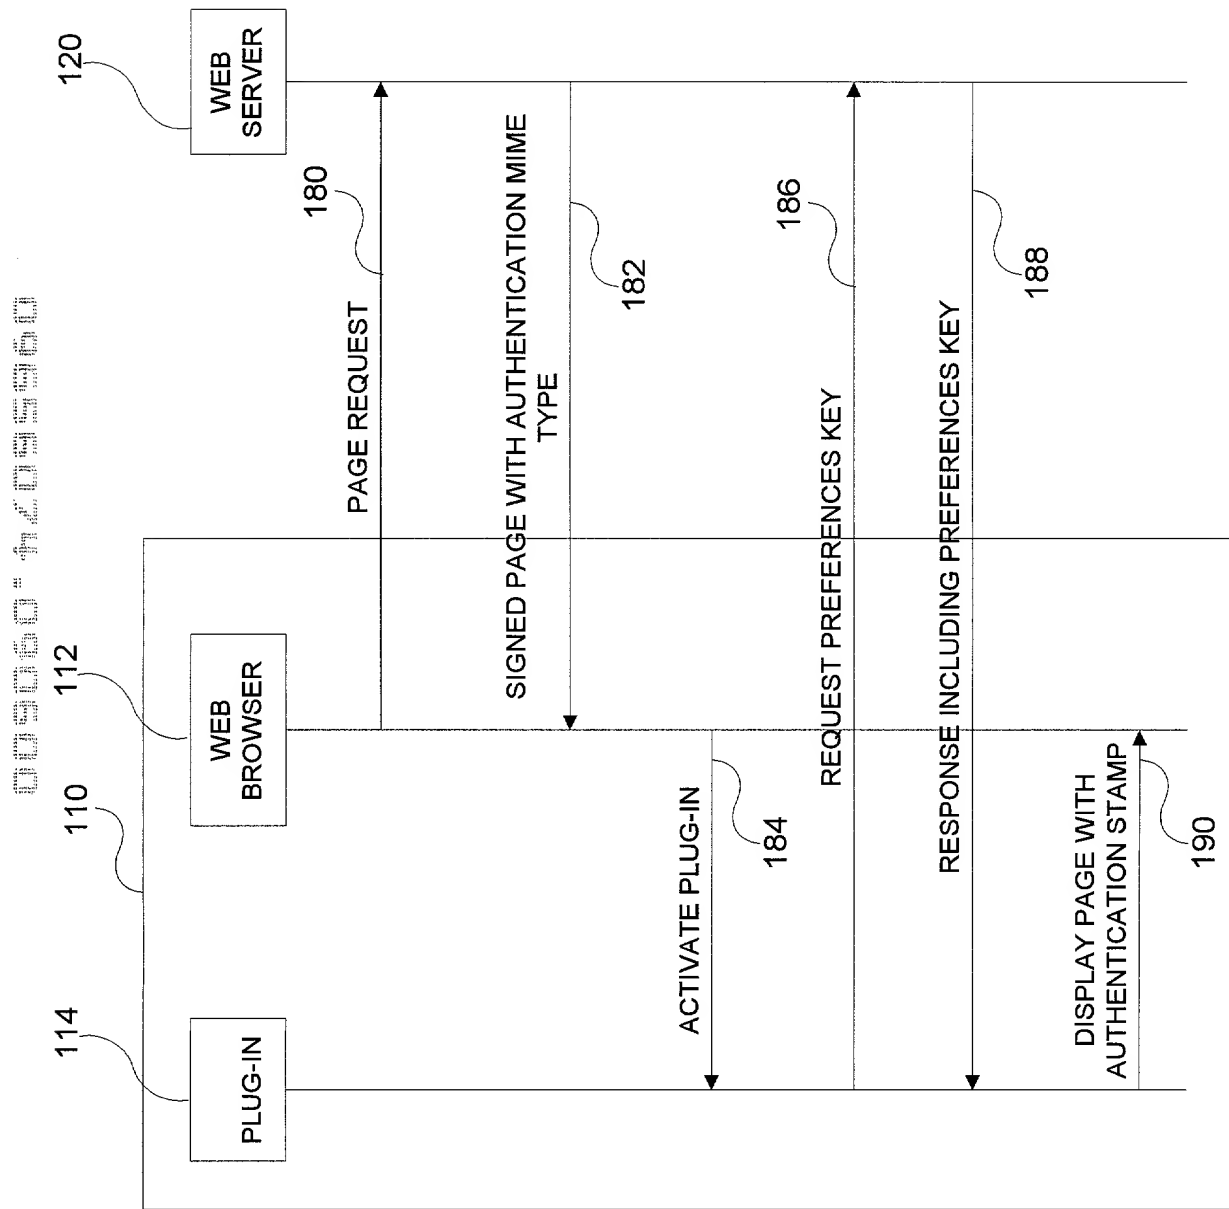 110
114
PLUG-IN
112
WEB
BROWSER
120
WEB
SERVER
PAGE REQUEST
180
SIGNED PAGE WITH AUTHENTICATION MIME
TYPE
182
ACTIVATE PLUG-IN
184
REQUEST PREFERENCES KEY
186
RESPONSE INCLUDING PREFERENCES KEY
188
DISPLAY PAGE WITH
AUTHENTICATION STAMP
190